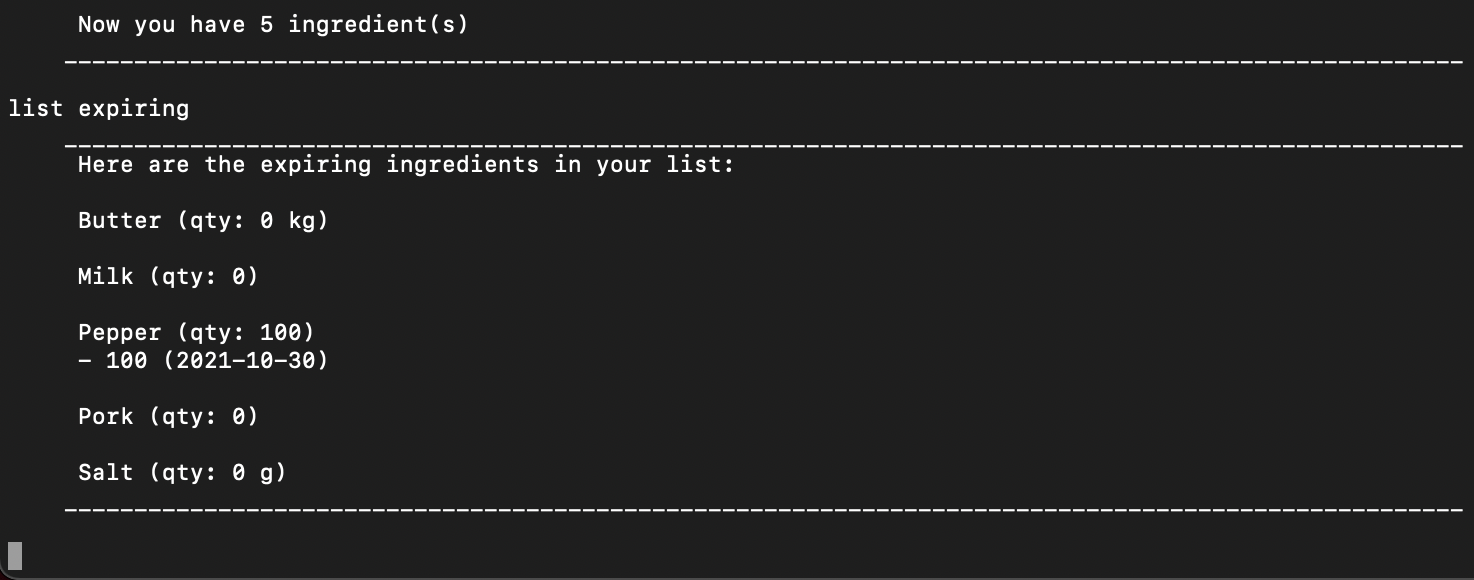 Now you have 5 ingredient(s)
____________________________________________________________________________________________________
list expiring
____________________________________________________________________________________________________
Here are the expiring ingredients in your list:
Butter (qty: 0 kg)
Milk (qty: 0)
Pepper (qty: 100)
- 100 (2021-10-30)
Pork (qty: 0)
Salt (qty: 0 g)
____________________________________________________________________________________________________